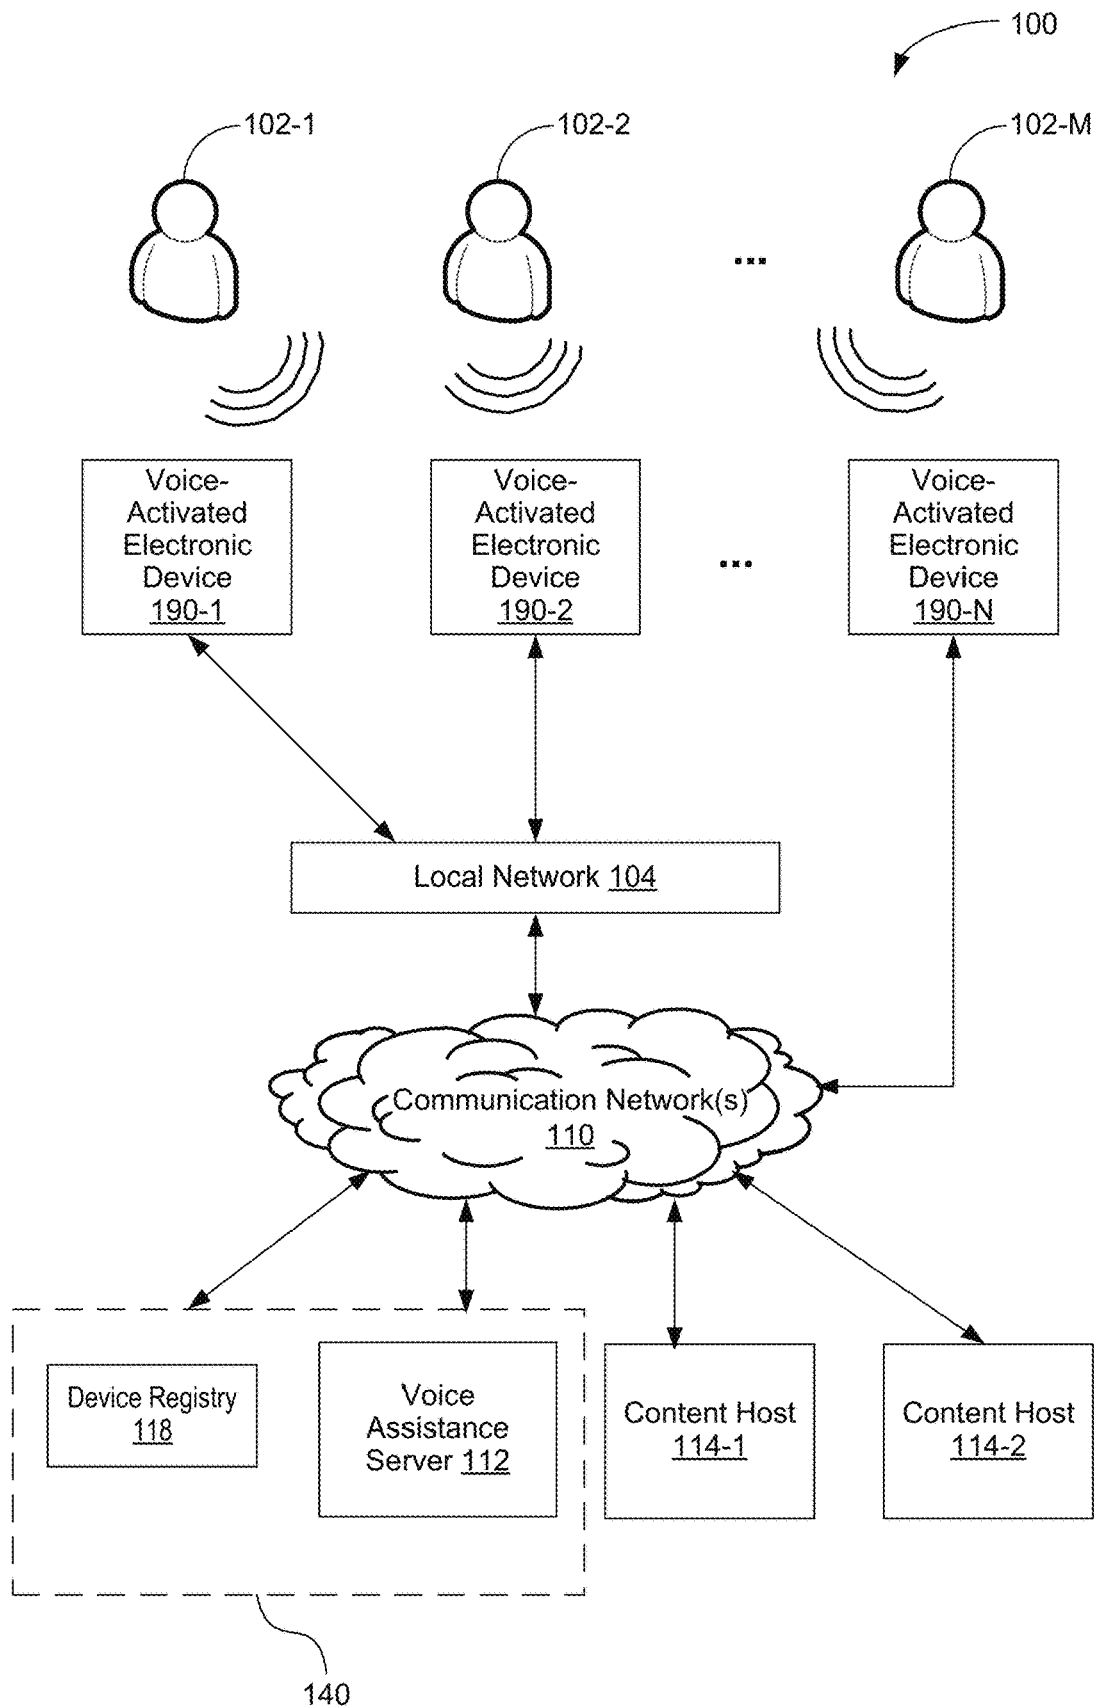 100
102-1
102-2
102-M
...
Voice-
Activated
Electronic
Device
190-1
Voice-
Activated
Electronic
Device
190-2
...
Voice-
Activated
Electronic
Device
190-N
Local Network 104
Communication Network(s)
110
Device Registry
118
Voice
Assistance
Server 112
Content Host
114-1
Content Host
114-2
140